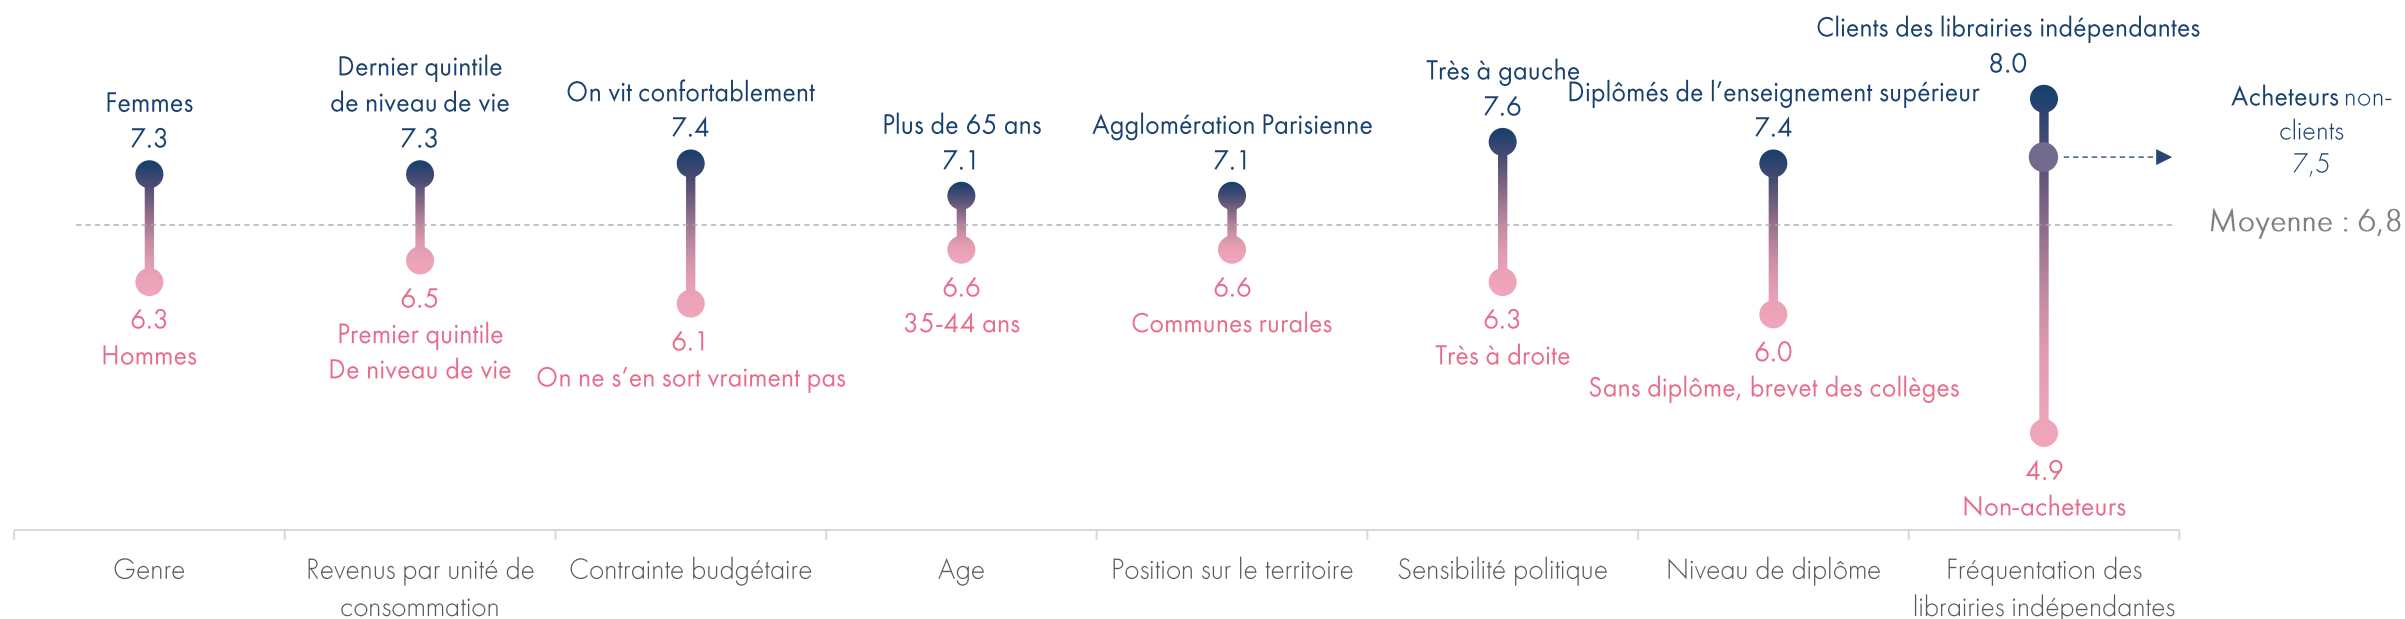 Femmes
7.3
6.3
Hommes
Dernier quintile
de niveau de vie
7.3
6.5
Premier quintile
De niveau de vie
On vit confortablement
7.4
6.1
On ne s’en sort vraiment pas
Plus de 65 ans
7.1
6.6
35-44 ans
Agglomération Parisienne
7.1
6.6
Communes rurales
Très à gauche
7.6
6.3
Très à droite
Diplômés de l’enseignement supérieur
7.4
6.0
Sans diplôme, brevet des collèges
Clients des librairies indépendantes
8.0
4.9
Non-acheteurs
Acheteurs non-
clients
7,5
Moyenne : 6,8
Genre
Revenus par unité de
consommation
Contrainte budgétaire
Age
Position sur le territoire
Sensibilité politique
Niveau de diplôme
Fréquentation des
librairies indépendantes